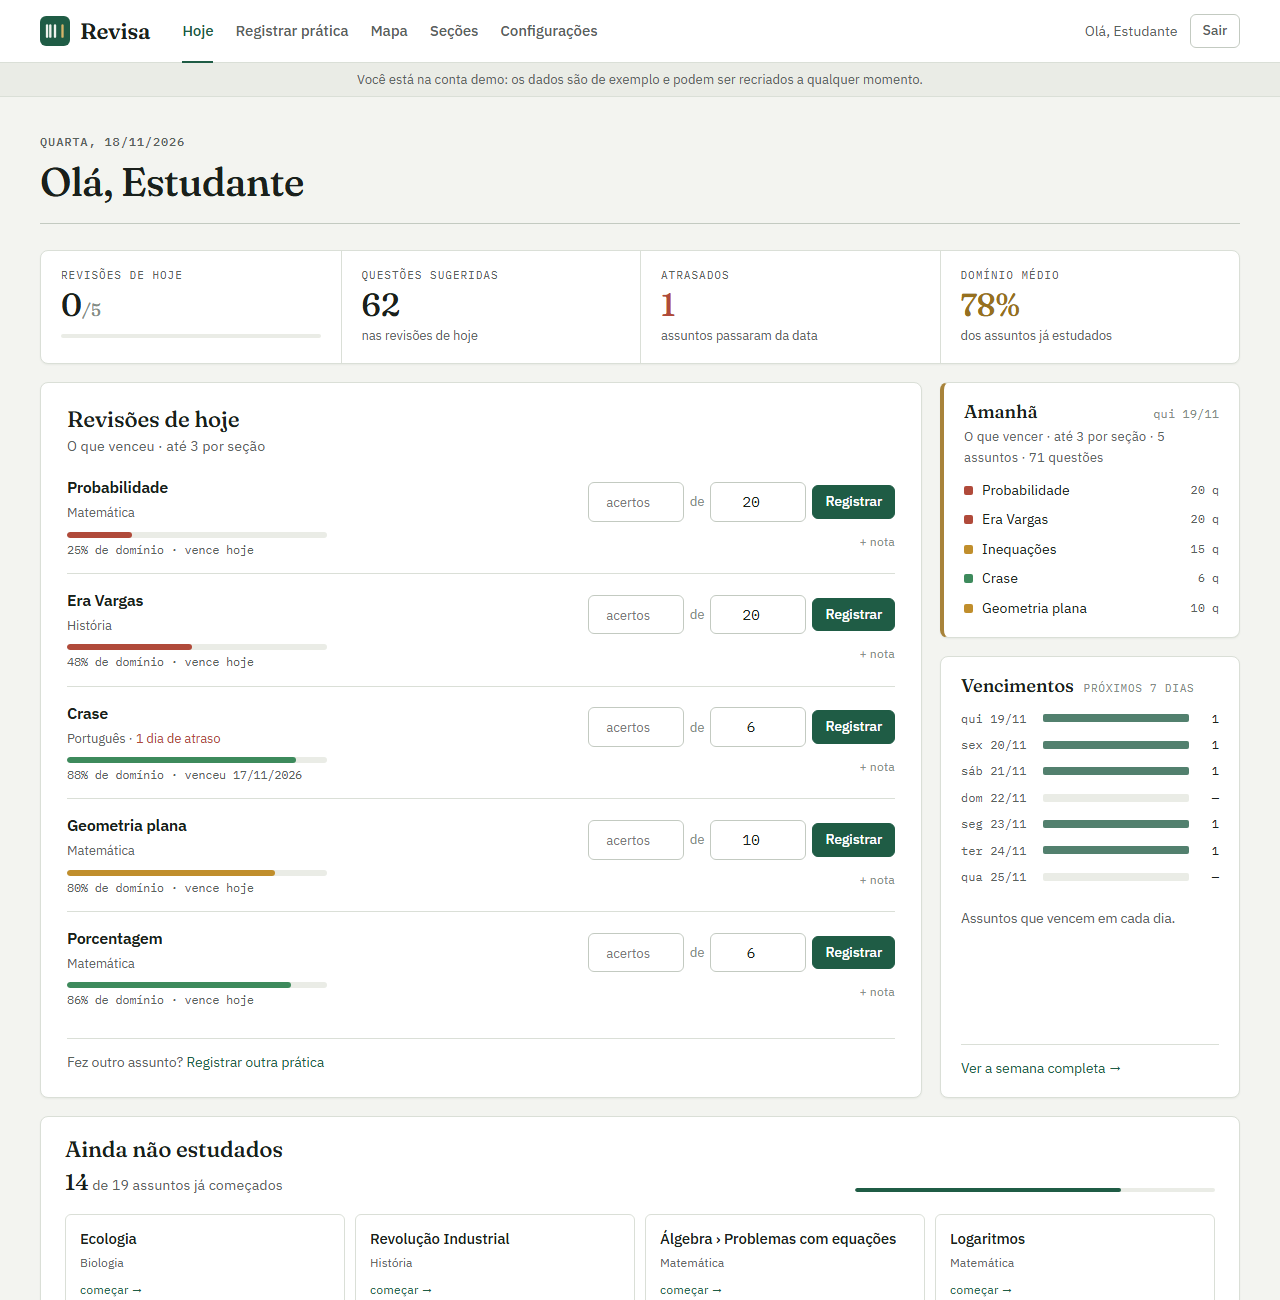 Revisa
Hoje
Registrar prática
Mapa
Seções
Configurações
Olá, Estudante
Sair
Você está na conta demo: os dados são de exemplo e podem ser recriados a qualquer momento.
QUARTA, 18/11/2026
Olá, Estudante
REVISÕES DE HOJE
0/5
QUESTÕES SUGERIDAS
62
nas revisões de hoje
ATRASADOS
1
assuntos passaram da data
DOMÍNIO MÉDIO
78%
dos assuntos já estudados
Revisões de hoje
O que venceu · até 3 por seção
Probabilidade
Matemática
25% de domínio · vence hoje
acertos de 20 Registrar
+ nota
Era Vargas
História
48% de domínio · vence hoje
acertos de 20 Registrar
+ nota
Crase
Português · 1 dia de atraso
88% de domínio · venceu 17/11/2026
acertos de 6 Registrar
+ nota
Geometria plana
Matemática
80% de domínio · vence hoje
acertos de 10 Registrar
+ nota
Porcentagem
Matemática
86% de domínio · vence hoje
acertos de 6 Registrar
+ nota
Fez outro assunto? Registrar outra prática
Amanhã qui 19/11
O que vencer · até 3 por seção · 5
assuntos · 71 questões
Probabilidade 20 q
Era Vargas 20 q
Inequações 15 q
Crase 6 q
Geometria plana 10 q
Vencimentos PRÓXIMOS 7 DIAS
qui 19/11 1
sex 20/11 1
sáb 21/11 1
dom 22/11 —
seg 23/11 1
ter 24/11 1
qua 25/11 —
Assuntos que vencem em cada dia.
Ver a semana completa →
Ainda não estudados
14 de 19 assuntos já começados
Ecologia
Biologia
começar →
Revolução Industrial
História
começar →
Álgebra › Problemas com equações
Matemática
começar →
Logaritmos
Matemática
começar →